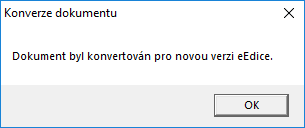 Konverze dokumentu
Dokument byl konvertován pro novou verzi eEdice.
OK